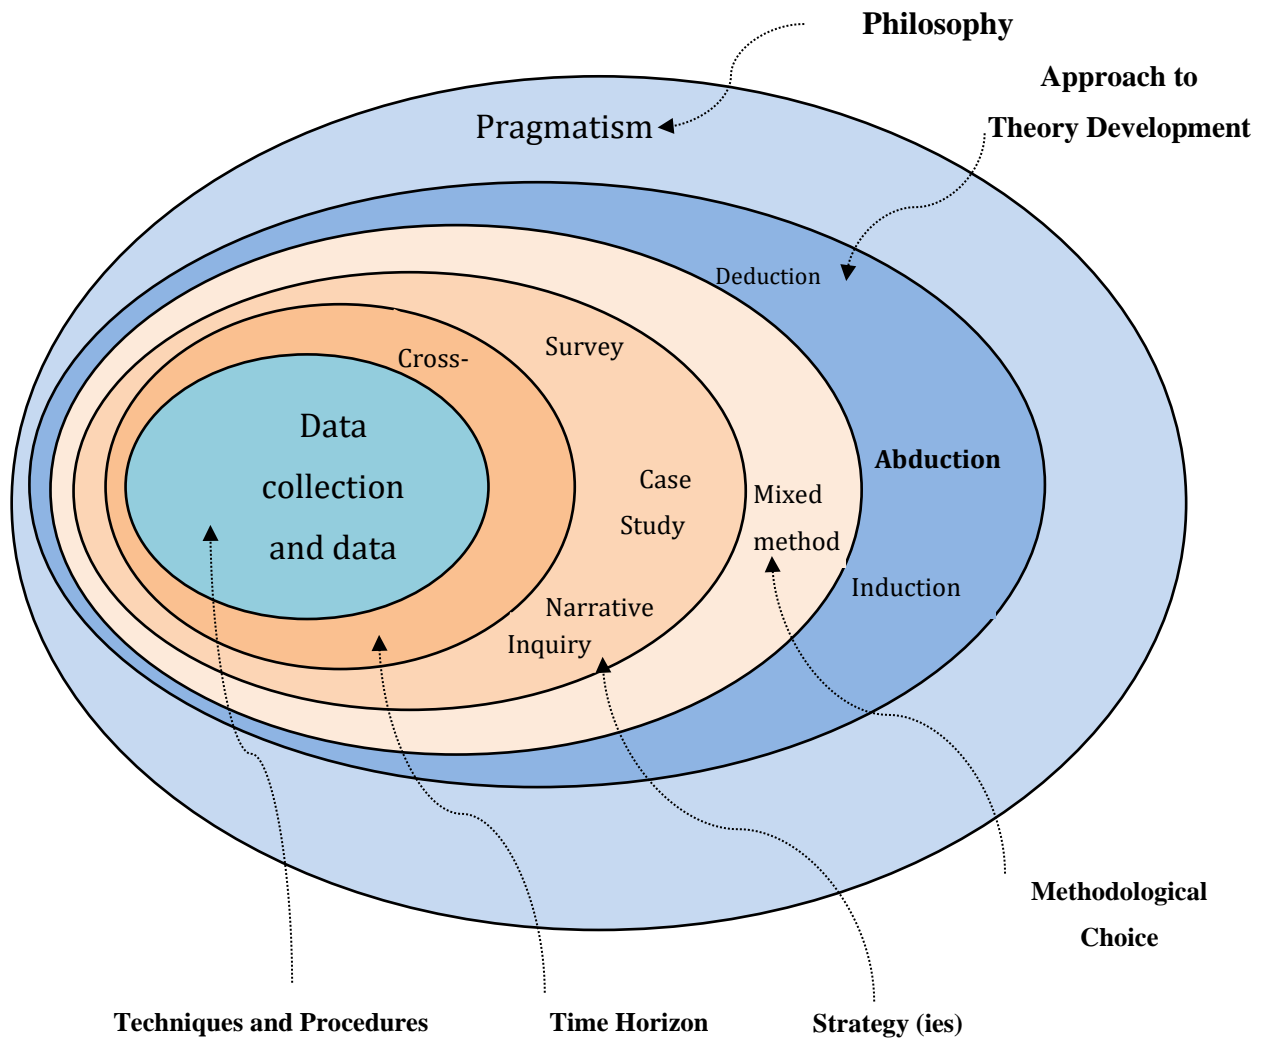 Philosophy
Approach to
Theory Development
Pragmatism
Deduction
Survey
Cross-
Data
collection
and data
Abduction
Case
Study
Mixed
method
Induction
Narrative
Inquiry
Methodological
Choice
Techniques and Procedures
Time Horizon
Strategy (ies)